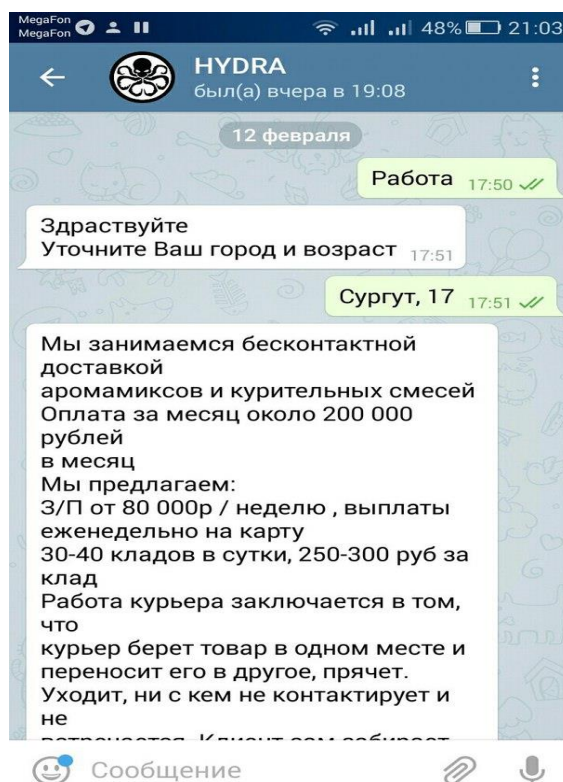 MegaFon
MegaFon
48% 21:03
HYDRA
был(а) вчера в 19:08
12 февраля
Работа 17:50
Здраствуйте
Уточните Ваш город и возраст 17:51
Сургут, 17 17:51
Мы занимаемся бесконтактной
доставкой
аромамиксов и курительных смесей
Оплата за месяц около 200 000
рублей
в месяц
Мы предлагаем:
З/П от 80 000р / неделю , выплаты
еженедельно на карту
30-40 кладов в сутки, 250-300 руб за
клад
Работа курьера заключается в том,
что
курьер берет товар в одном месте и
переносит его в другое, прячет.
Уходит, ни с кем не контактирует и
не
встречается. Клиент сам забирает
Сообщение